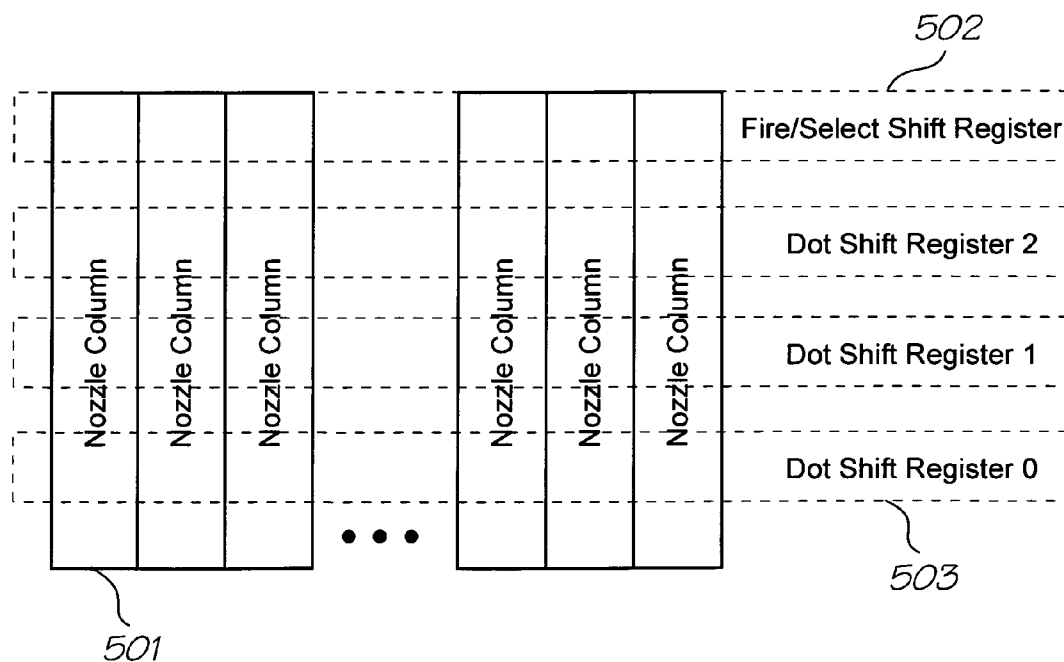 502
Fire/Select Shift Register
Dot Shift Register 2
Nozzle Column
Nozzle Column
Nozzle Column
Nozzle Column
Nozzle Column
Nozzle Column
Dot Shift Register 1
Dot Shift Register 0
503
501